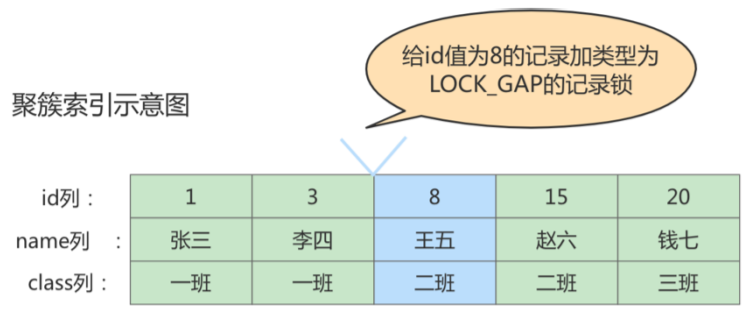 给id值为8的记录加类型为
LOCK_GAP的记录锁
聚簇索引示意图
id列： 1 3 8 15 20
name列 ： 张三 李四 王五 赵六 钱七
class列： 一班 一班 二班 二班 三班